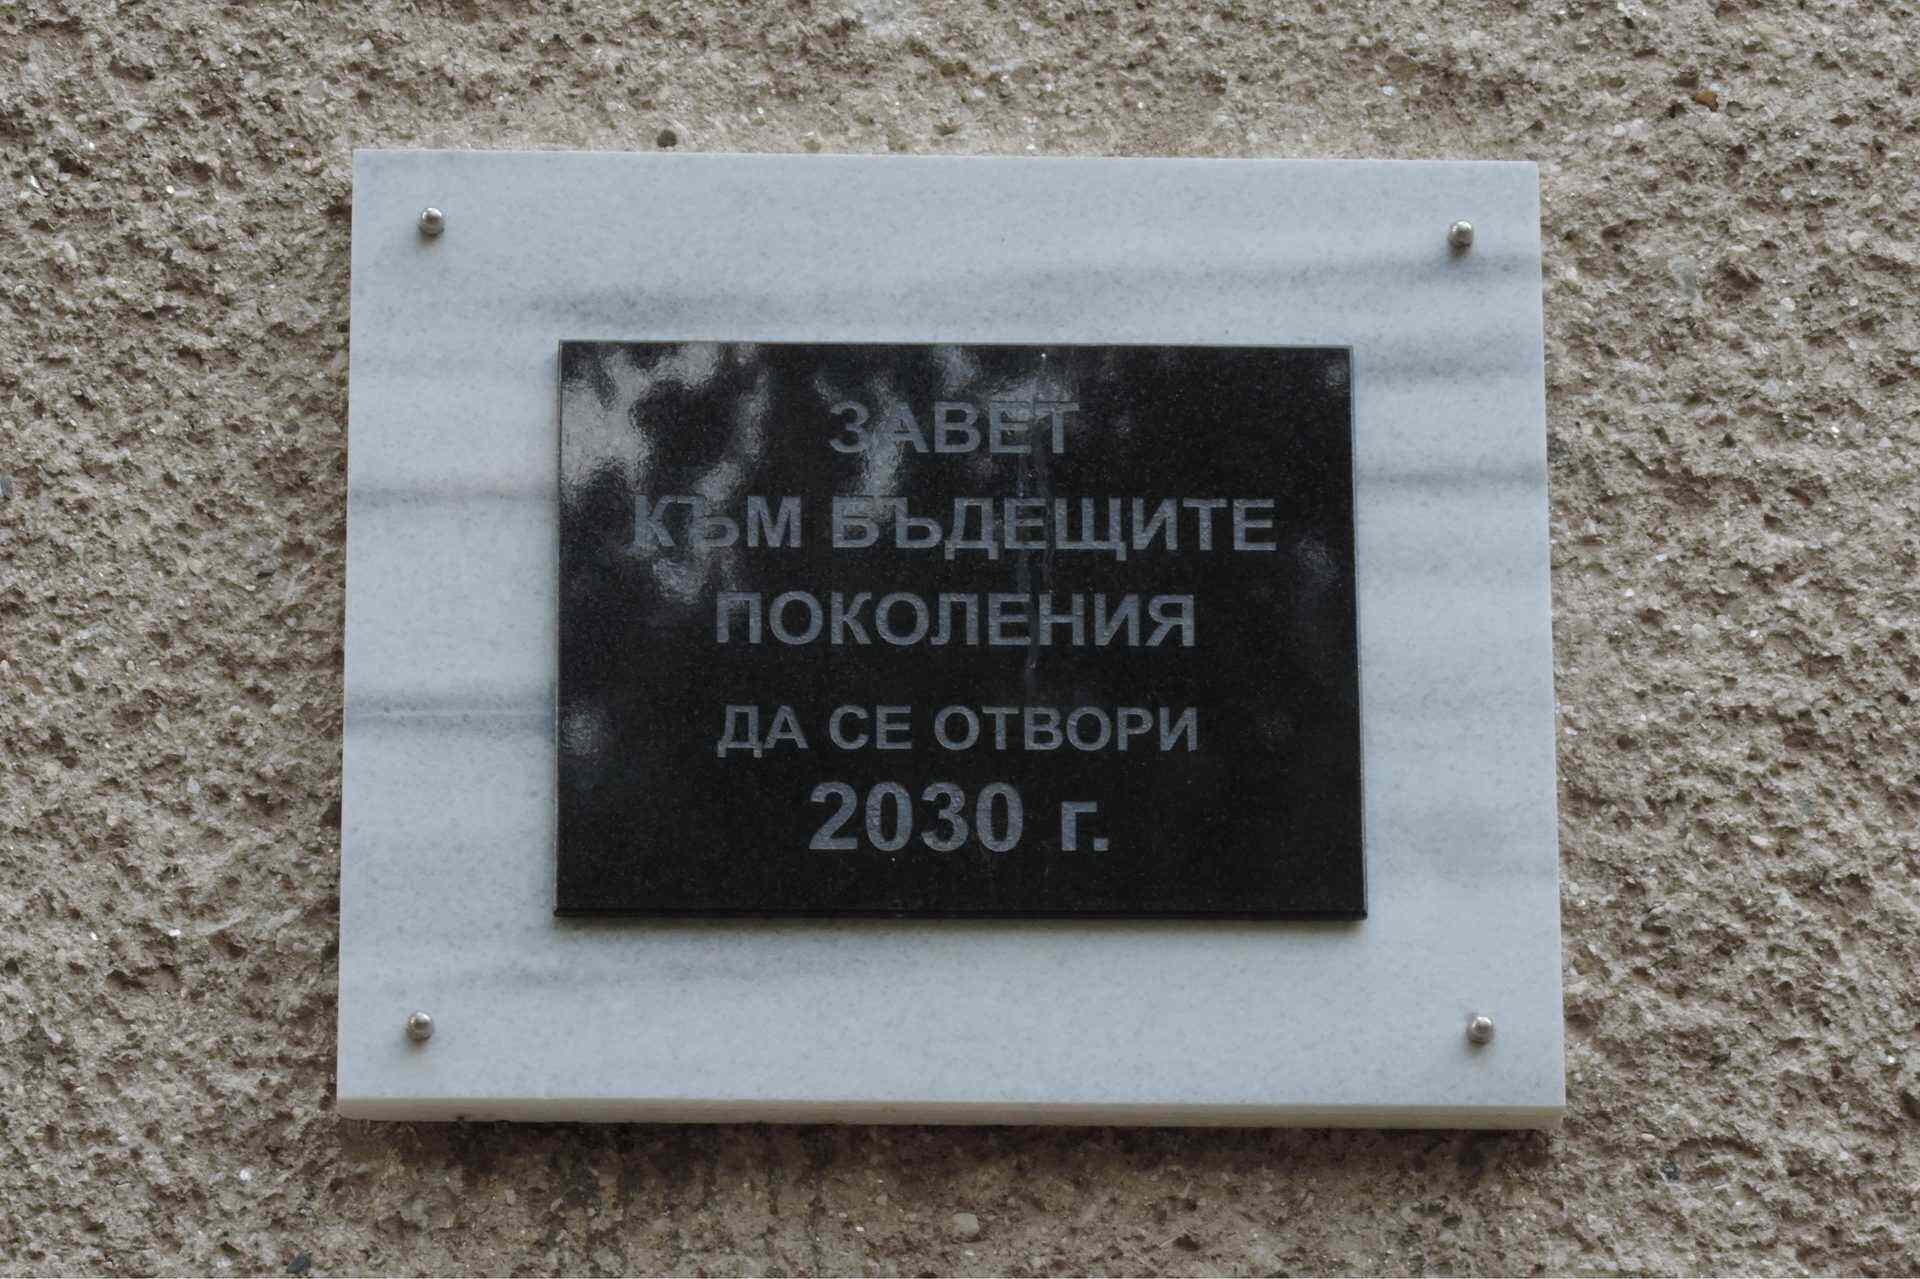 ЗАВЕТ
КЪМ БЪДЕЩИТЕ
ПОКОЛЕНИЯ
ДА СЕ ОТВОРИ
2030 г.